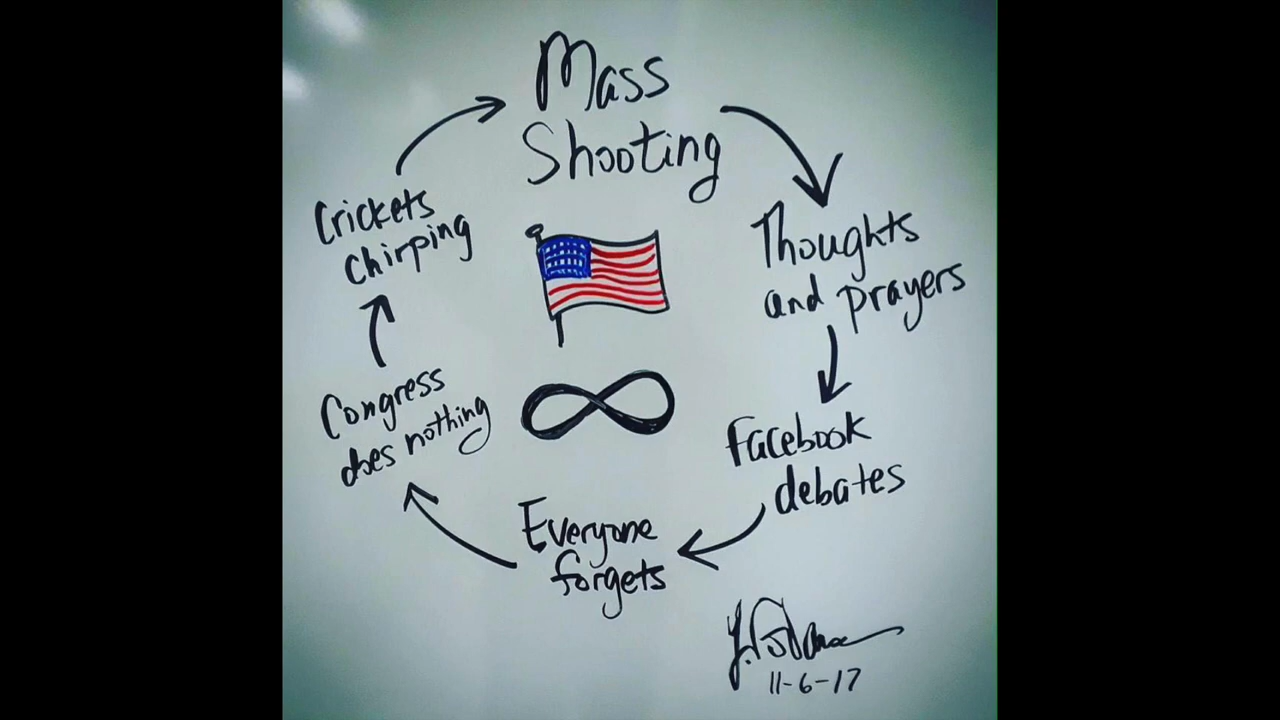 Mass
Shooting
Thoughts
and prayers
Facebook
debates
Everyone
forgets
Congress
does nothing
Crickets
chirping
11-6-17